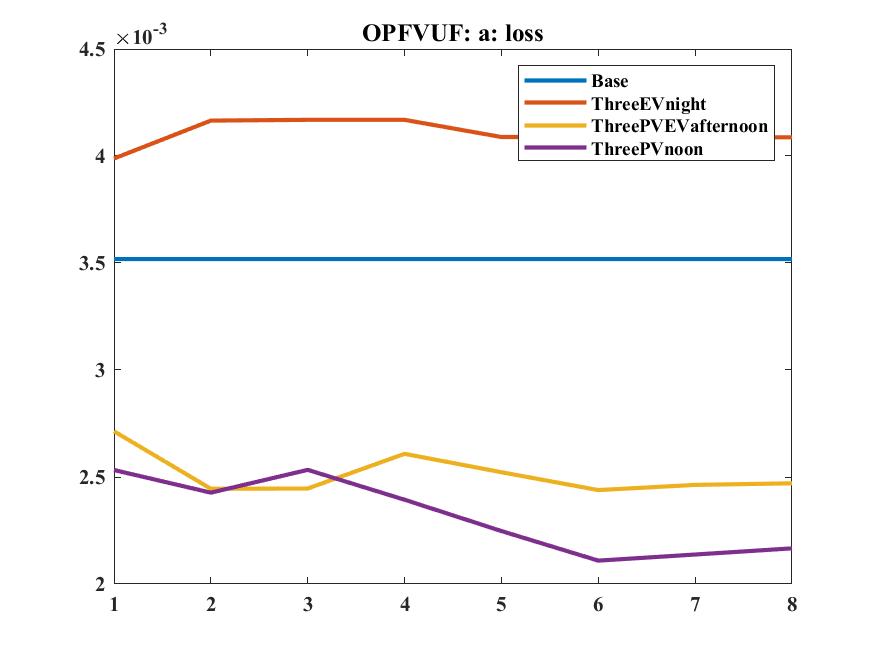 OPFVUF: a: loss
×10-3
4.5
4
3.5
3
2.5
2
1 2 3 4 5 6 7 8
Base
ThreeEVnight
ThreePVEVafternoon
ThreePVnoon